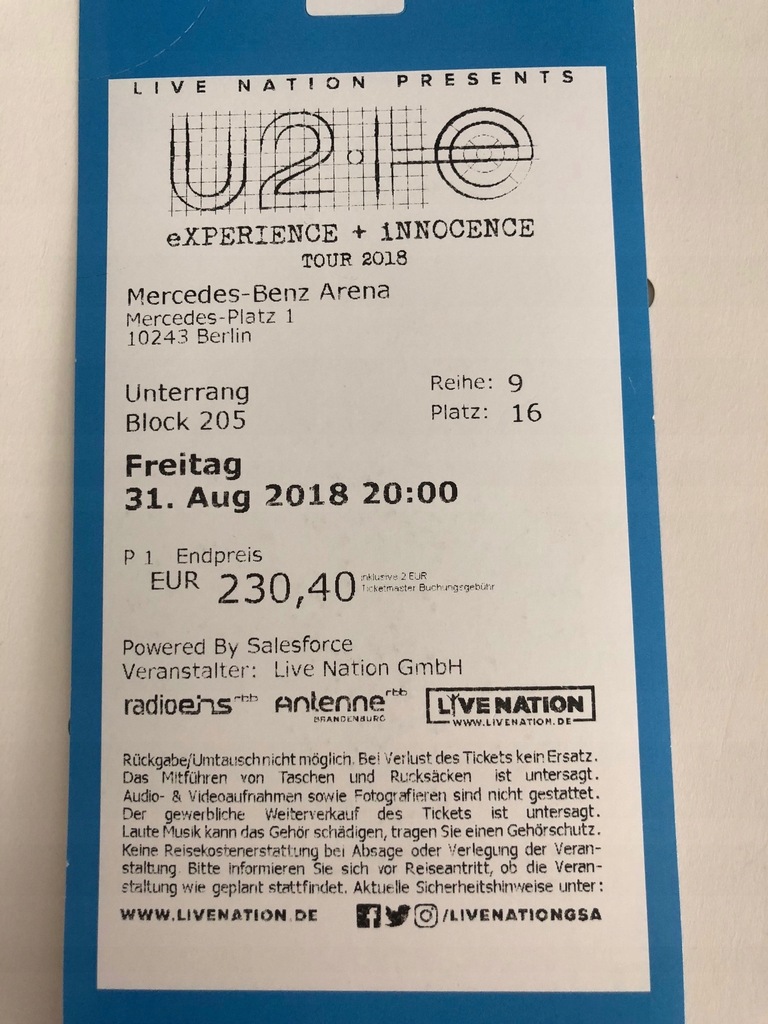 LIVE NATION PRESENTS
U2·ie
eXPERIENCE + iNNOCENCE
TOUR 2018
Mercedes-Benz Arena
Mercedes-Platz 1
10243 Berlin
Unterrang Reihe: 9
Block 205 Platz: 16
Freitag
31. Aug 2018 20:00
P 1 Endpreis
EUR 230,40 inklusive 2 EUR
Ticketmaster Buchungsgebühr
Powered By Salesforce
Veranstalter: Live Nation GmbH
radioeins rbb Antenne rbb LIVE NATION
BRANDENBURG WWW.LIVENATION.DE
Rückgabe/Umtausch nicht möglich. Bei Verlust des Tickets kein Ersatz.
Das Mitführen von Taschen und Rucksäcken ist untersagt.
Audio- & Videoaufnahmen sowie Fotografieren sind nicht gestattet.
Der gewerbliche Weiterverkauf des Tickets ist untersagt.
Laute Musik kann das Gehör schädigen, tragen Sie einen Gehörschutz.
Keine Reisekostenerstattung bei Absage oder Verlegung der Veran-
staltung. Bitte informieren Sie sich vor Reiseantritt, ob die Veran-
staltung wie geplant stattfindet. Aktuelle Sicherheitshinweise unter:
WWW.LIVENATION.DE /LIVENATIONGSA